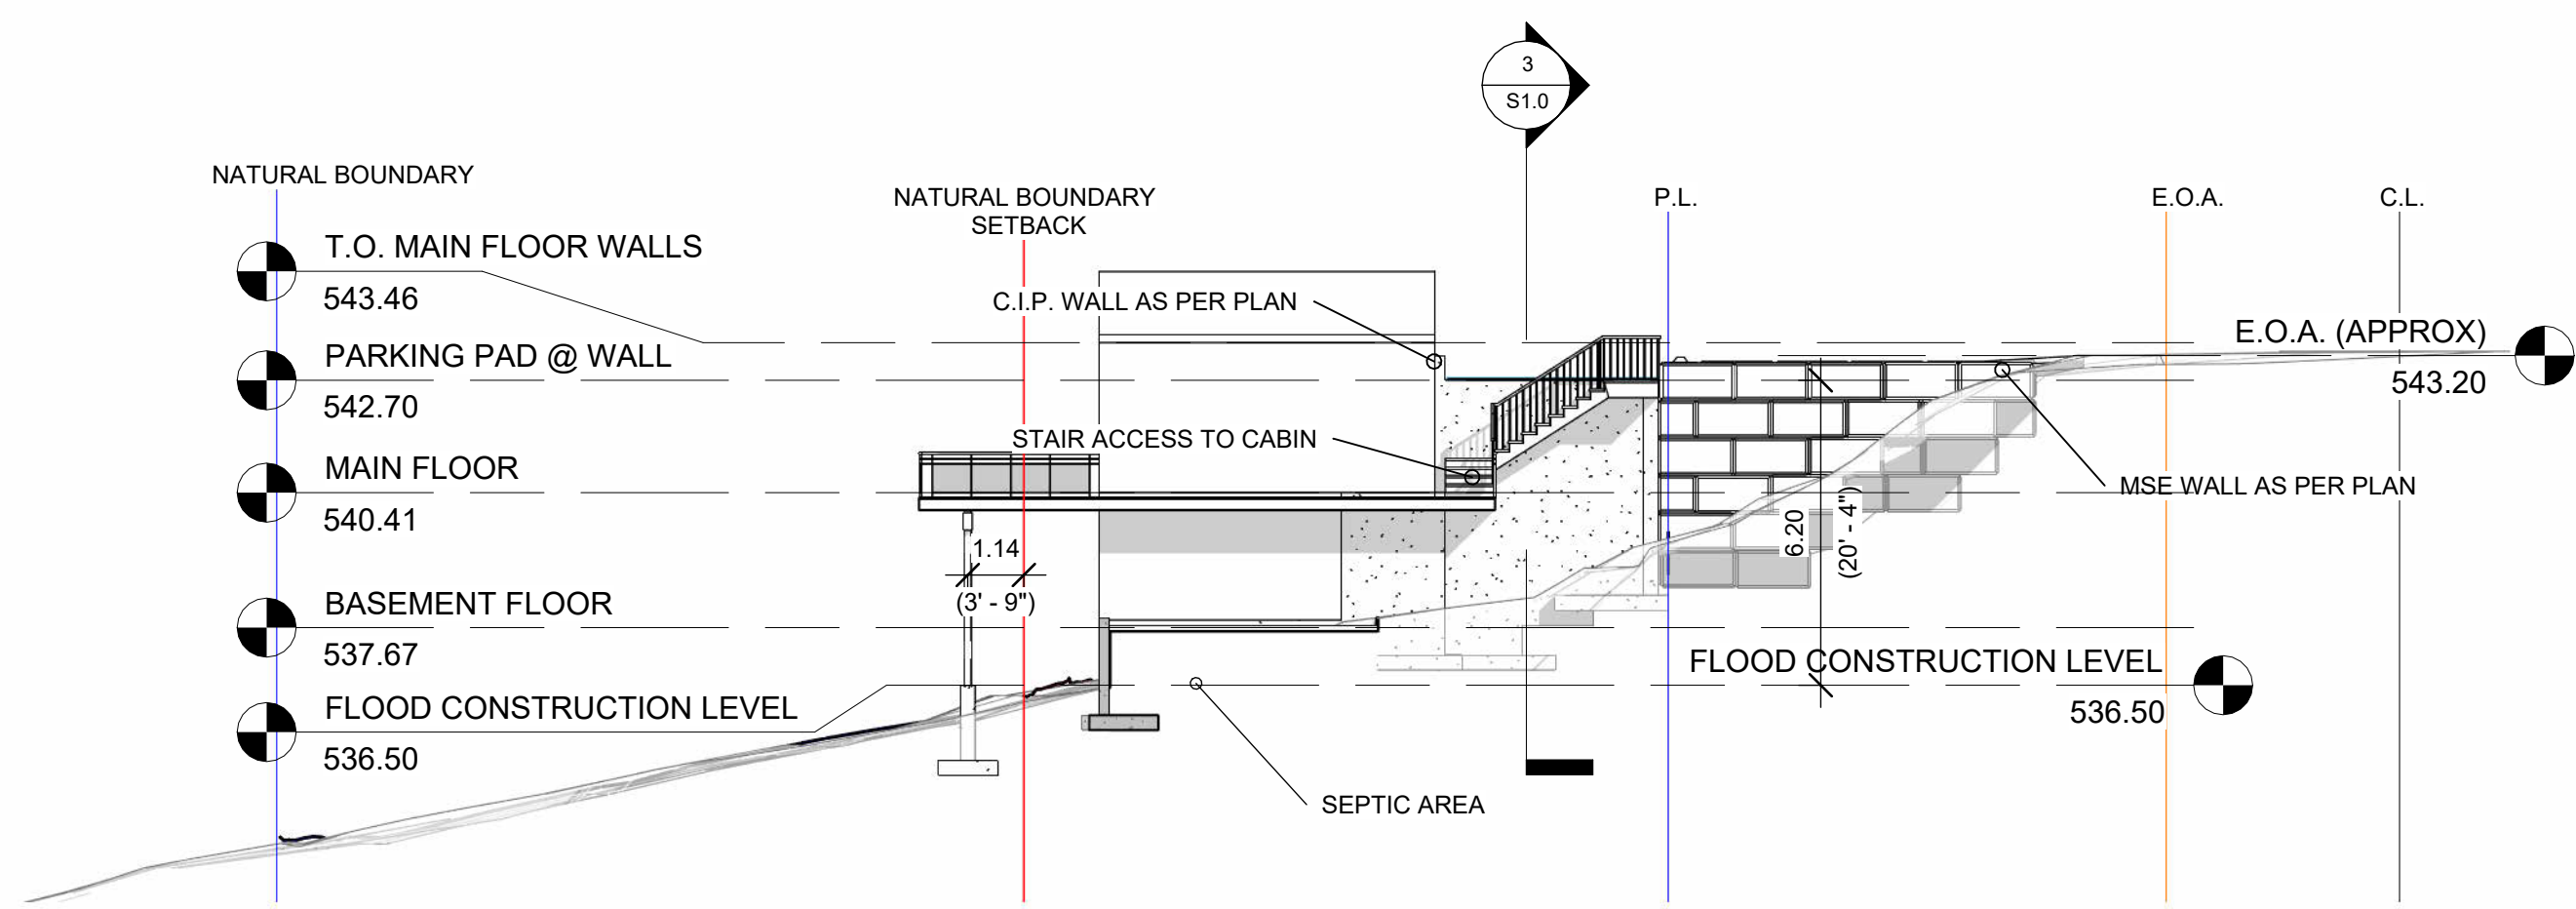 3
S1.0
NATURAL BOUNDARY
NATURAL BOUNDARY
SETBACK
P.L.
E.O.A.
C.L.
T.O. MAIN FLOOR WALLS
543.46
C.I.P. WALL AS PER PLAN
E.O.A. (APPROX)
543.20
PARKING PAD @ WALL
542.70
STAIR ACCESS TO CABIN
MAIN FLOOR
540.41
MSE WALL AS PER PLAN
6.20
(20' - 4")
1.14
(3' - 9")
BASEMENT FLOOR
537.67
FLOOD CONSTRUCTION LEVEL
536.50
FLOOD CONSTRUCTION LEVEL
536.50
SEPTIC AREA